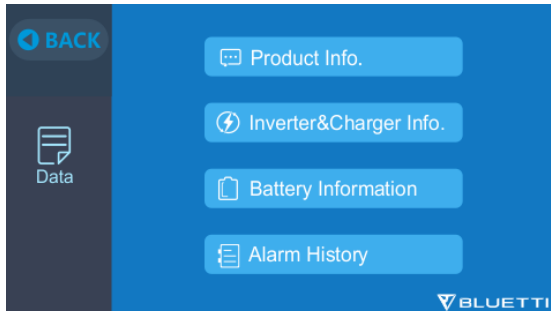 BACK
Data
Product Info.
Inverter&Charger Info.
Battery Information
Alarm History
BLUETTI